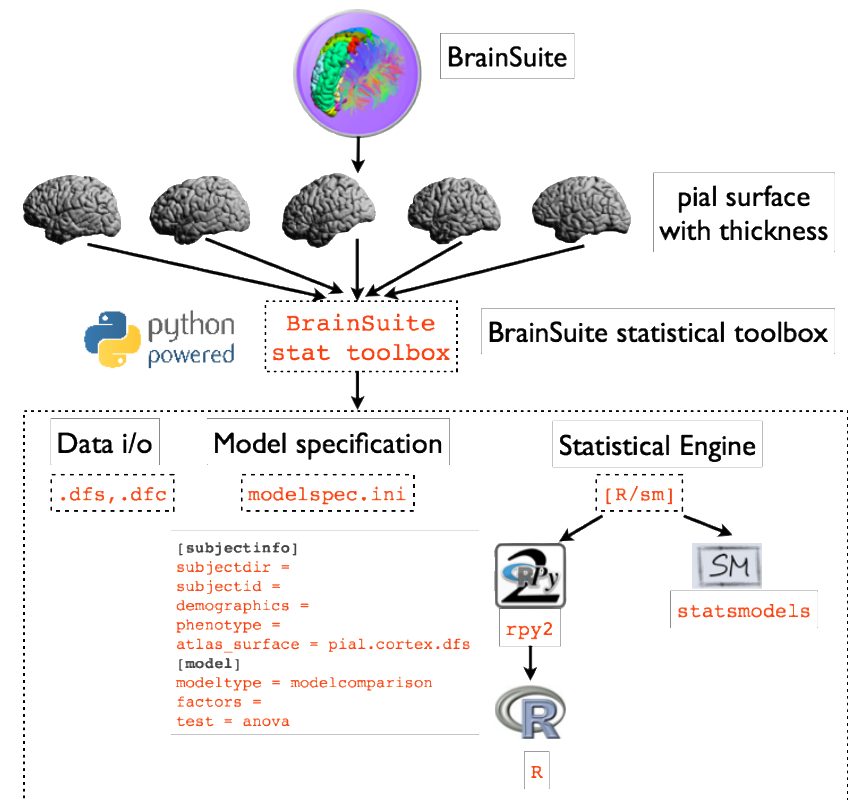 BrainSuite
pial surface
with thickness
python
powered
BrainSuite
stat toolbox
BrainSuite statistical toolbox
Data i/o
Model specification
Statistical Engine
.dfs,.dfc
modelspec.ini
[R/sm]
[subjectinfo]
subjectdir =
subjectid =
demographics =
phenotype =
atlas_surface = pial.cortex.dfs
[model]
modeltype = modelcomparison
factors =
test = anova
2
RPy
rpy2
SM
statsmodels
R
R